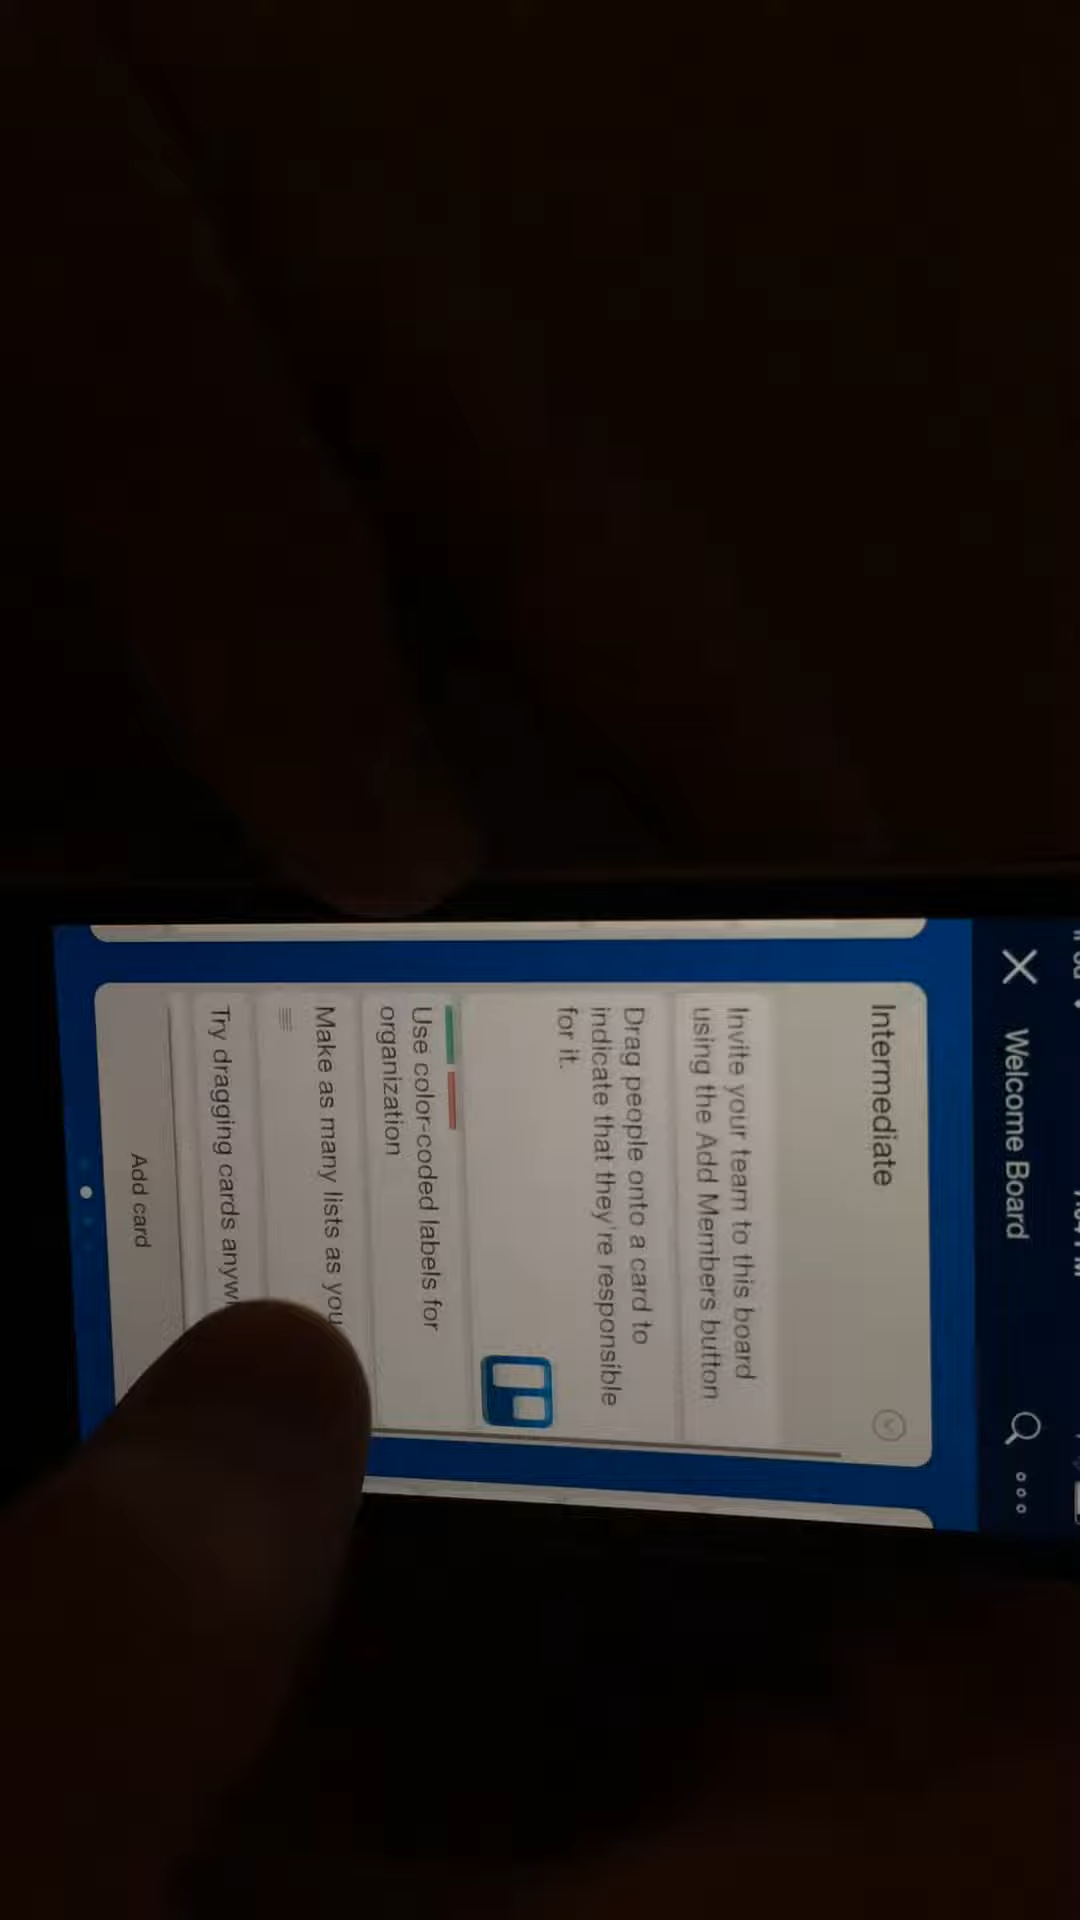 Welcome Board
Intermediate
Invite your team to this board
using the Add Members button
Drag people onto a card to
indicate that they're responsible
for it.
Use color-coded labels for
organization
Make as many lists as you
Try dragging cards
Add card